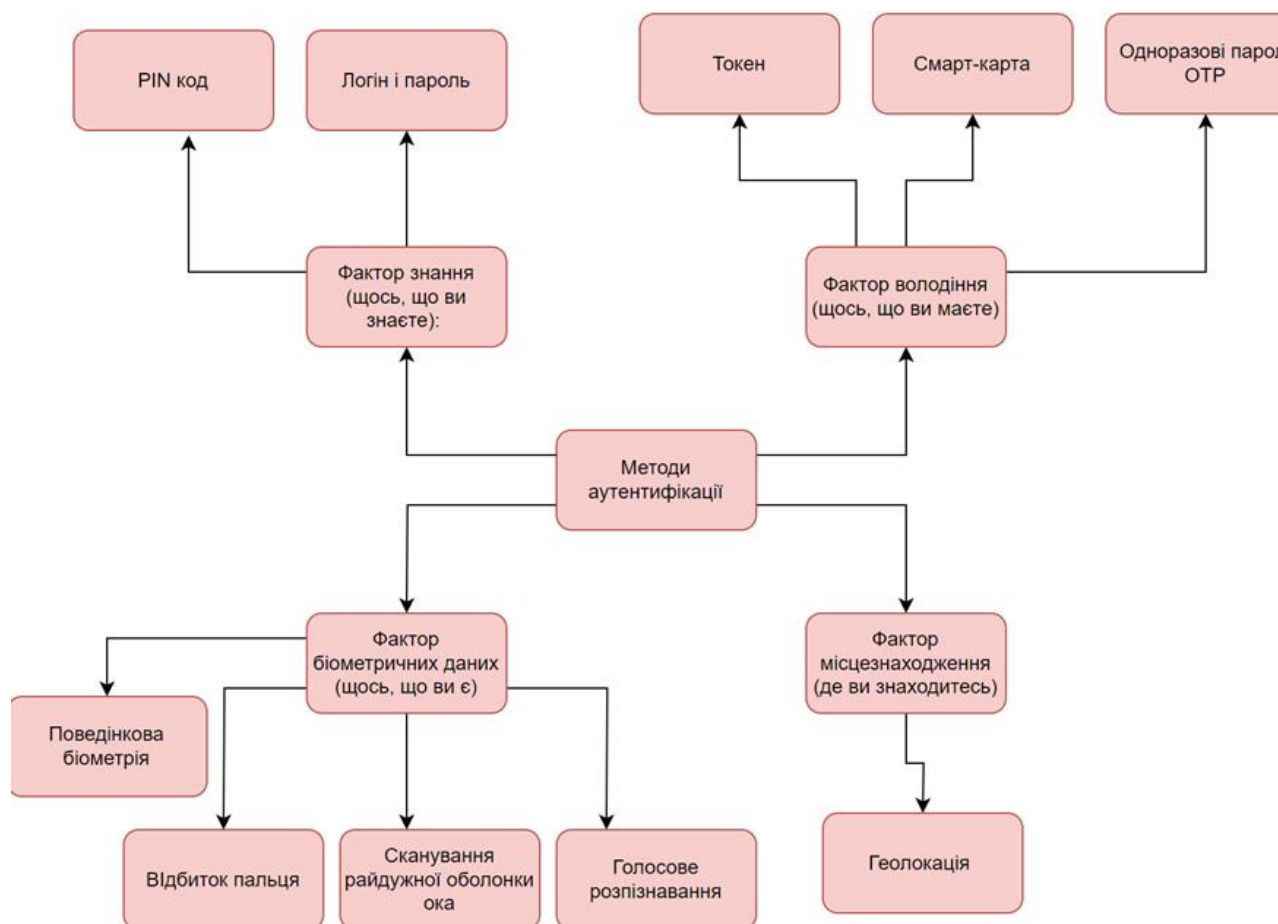 PIN код
Логін і пароль
Токен
Смарт-карта
Одноразові
OTP
Фактор знання
(щось, що ви
знаєте):
Фактор володіння
(щось, що ви маєте)
Методи
аутентифікації
Фактор
біометричних даних
(щось, що ви є)
Фактор
місцезнаходження
(де ви знаходитесь)
Поведінкова
біометрія
ВІдбиток пальця
Сканування
райдужної оболонки
ока
Голосове
розпізнавання
Геолокація